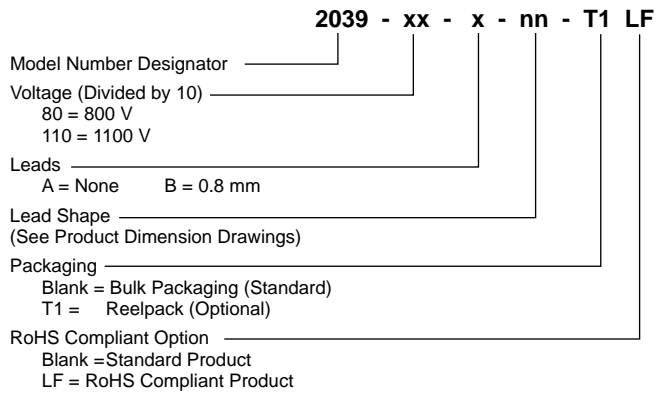 2039 - xx - x - nn - T1 LF
Model Number Designator
Voltage (Divided by 10)
80 = 800 V
110 = 1100 V
Leads
A = None B = 0.8 mm
Lead Shape
(See Product Dimension Drawings)
Packaging
Blank = Bulk Packaging (Standard)
T1 = Reelpack (Optional)
RoHS Compliant Option
Blank =Standard Product
LF = RoHS Compliant Product